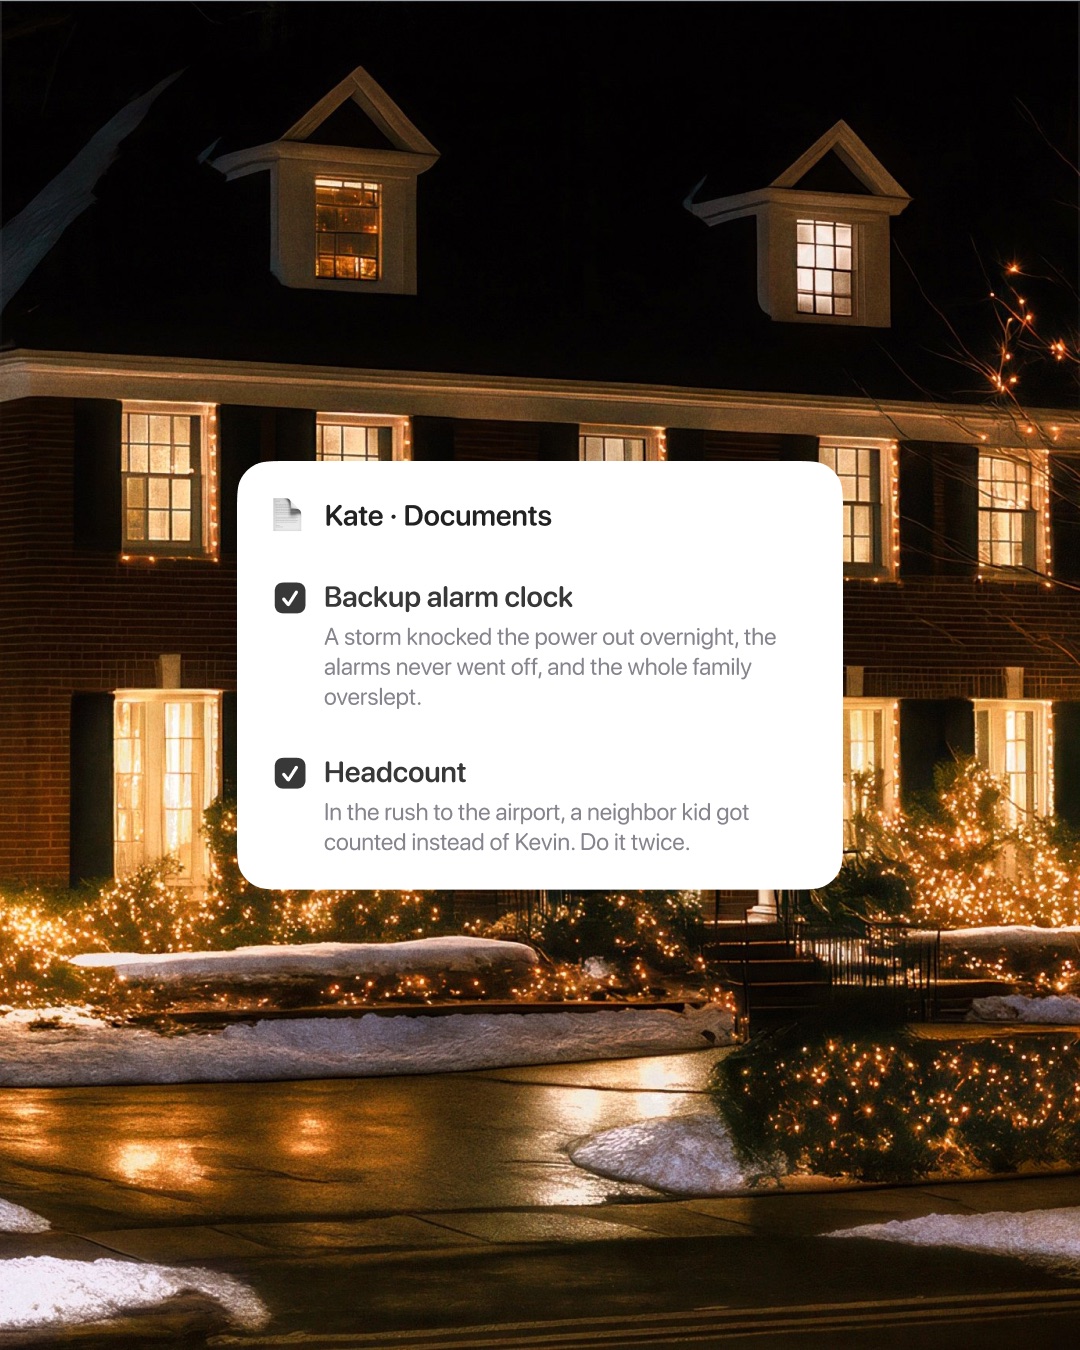 Kate · Documents
Backup alarm clock
A storm knocked the power out overnight, the
alarms never went off, and the whole family
overslept.
Headcount
In the rush to the airport, a neighbor kid got
counted instead of Kevin. Do it twice.